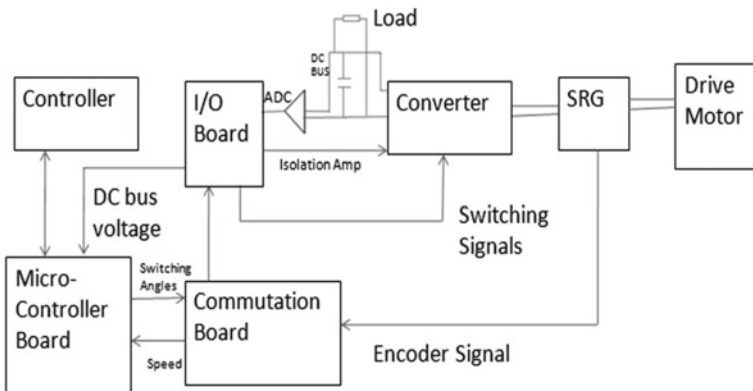 Load
DC
BUS
Controller
I/O
Board
ADC
Converter
SRG
Drive
Motor
Isolation Amp
DC bus
voltage
Switching
Signals
Micro-
Controller
Board
Switching
Angles
Commutation
Board
Speed
Encoder Signal